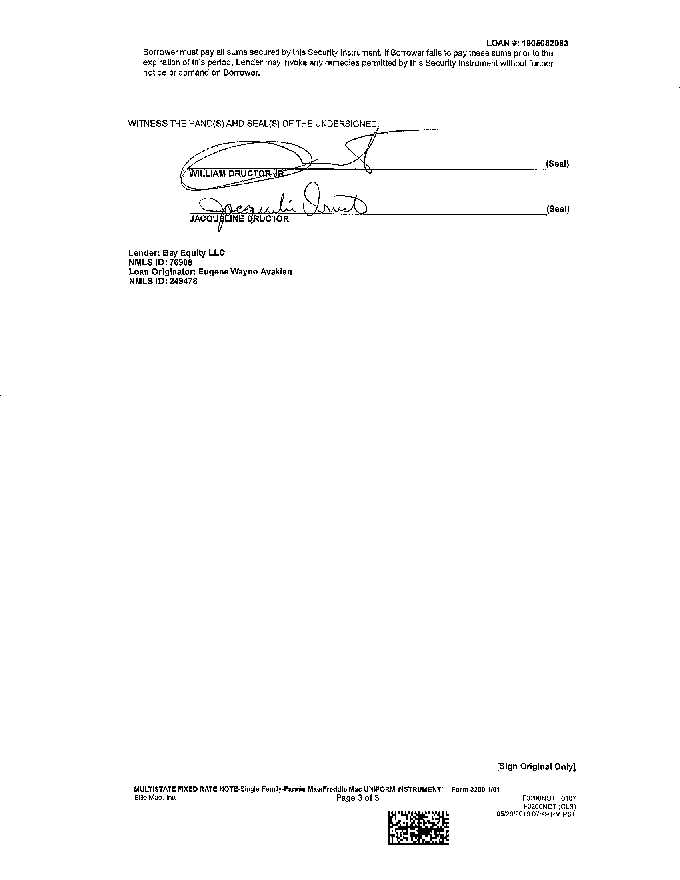 LOAN #: 1905082083
Borrower must pay all sums secured by this Security Instrument. If Borrower fails to pay these sums prior to the
expiration of this period, Lender may invoke any remedies permitted by this Security Instrument without further
notice or demand on Borrower.
WITNESS THE HAND(S) AND SEAL(S) OF THE UNDERSIGNED.
(Seal)
WILLIAM DRUCTOR JR
(Seal)
JACQUELINE DRUCTOR
Lender: Bay Equity LLC
NMLS ID: 76988
Loan Originator: Eugene Wayne Avakian
NMLS ID: 249478
[Sign Original Only]
MULTISTATE FIXED RATE NOTE-Single Family-Fannie Mae/Freddie Mac UNIFORM INSTRUMENT Form 3200 1/01
Ellie Mae, Inc.
Page 3 of 3
F3200NOT
F3200NOT (CLS)